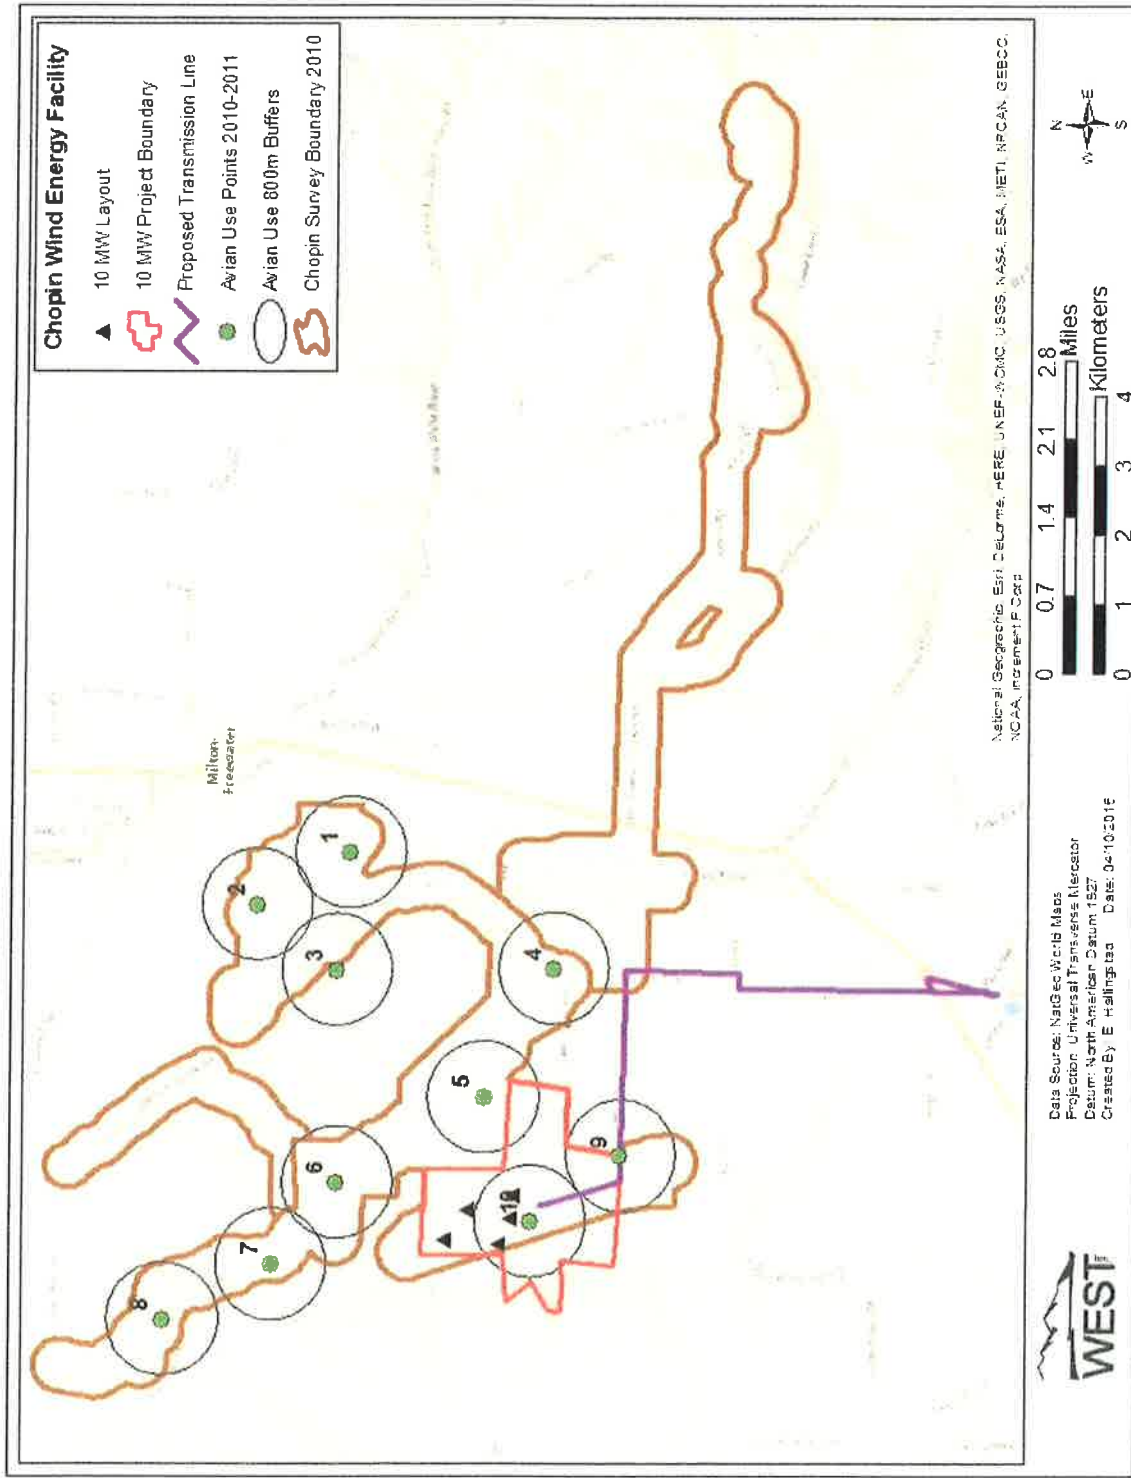 Chopin Wind Energy Facility
10 MW Layout
10 MW Project Boundary
Proposed Transmission Line
Avian Use Points 2010-2011
Avian Use 800m Buffers
Chopin Survey Boundary 2010
Milton-
Freewater
8
7
6
5
10
9
4
3
2
1
National Geographic, Esri, DeLorme, HERE, UNEP-WCMC, USGS, NASA, ESA, METI, NRCAN, GEBCO,
NOAA, increment P Corp
WEST
Data Source: NatGeo World Maps
Projection: Universal Transverse Mercator
Datum: North American Datum 1927
Created By: E. Hallingstad Date: 04/10/2016
0 0.7 1.4 2.1 2.8
Miles
Kilometers
0 1 2 3 4
N
W E
S